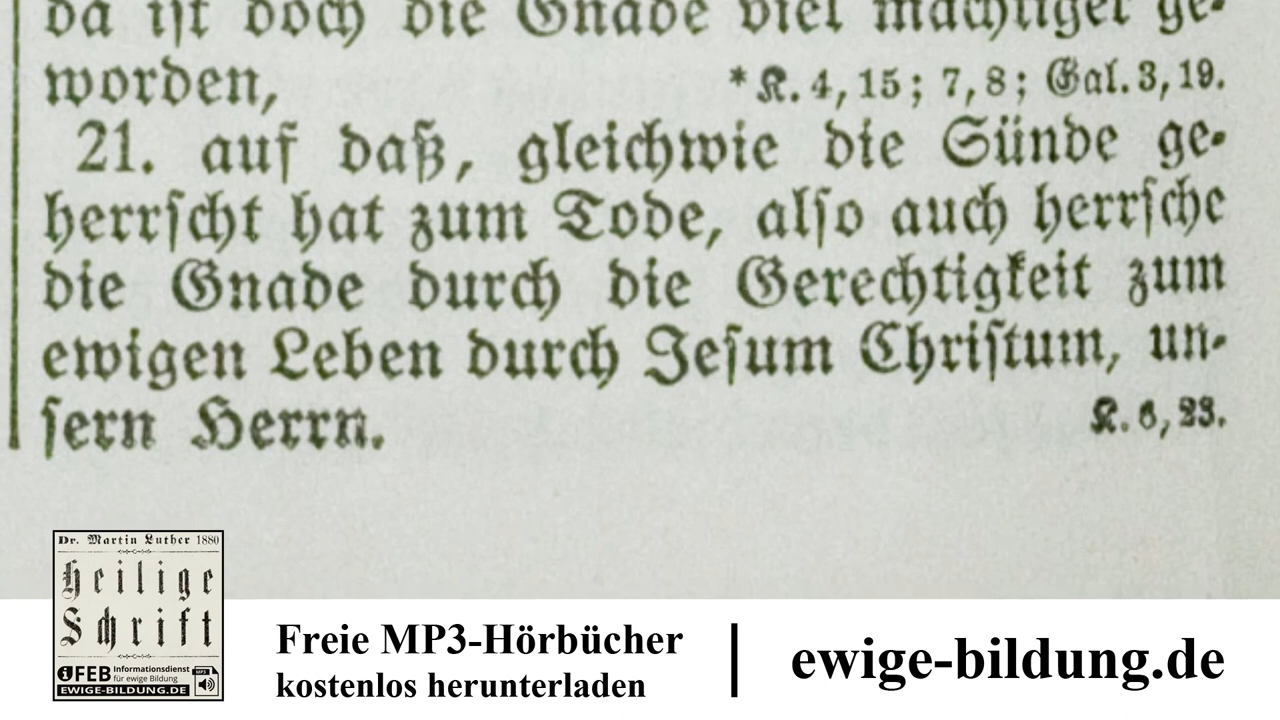 da ist doch die Gnade viel mächtiger ge-
worden, *K. 4, 15; 7, 8; Gal. 3, 19.
21. auf daß, gleichwie die Sünde ge-
herrscht hat zum Tode, also auch herrsche
die Gnade durch die Gerechtigkeit zum
ewigen Leben durch Jesum Christum, un-
sern Herrn. K. 6, 23.
Dr. Martin Luther 1880
Heilige
Schrift
iFEB Informationsdienst
für ewige Bildung
MP3
EWIGE-BILDUNG.DE
Freie MP3-Hörbücher
kostenlos herunterladen
ewige-bildung.de